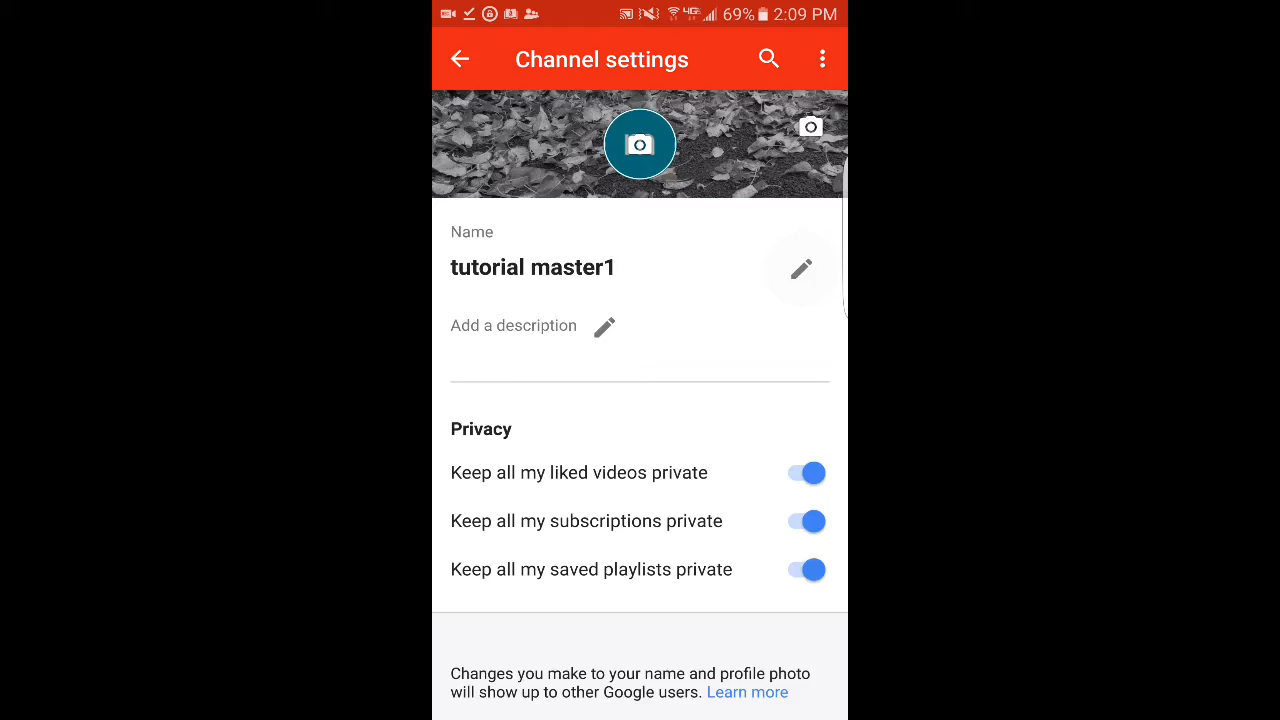 69% 2:09 PM
Channel settings
Name
tutorial master1
Add a description
Privacy
Keep all my liked videos private
Keep all my subscriptions private
Keep all my saved playlists private
Changes you make to your name and profile photo
will show up to other Google users. Learn more